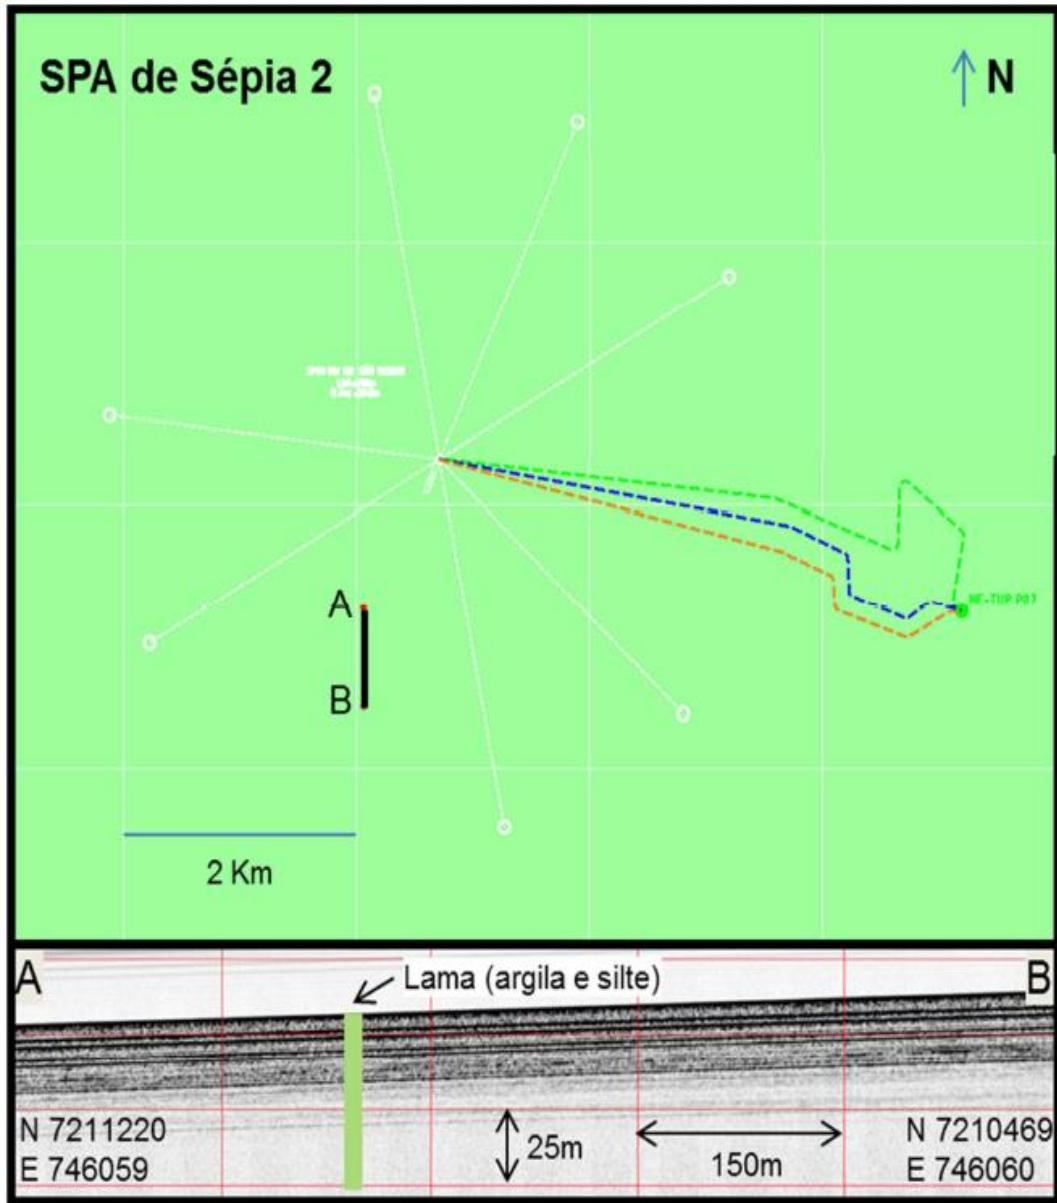 SPA de Sépia 2
N
A
B
2 Km
A
Lama (argila e silte)
B
N 7211220
E 746059
25m
150m
N 7210469
E 746060